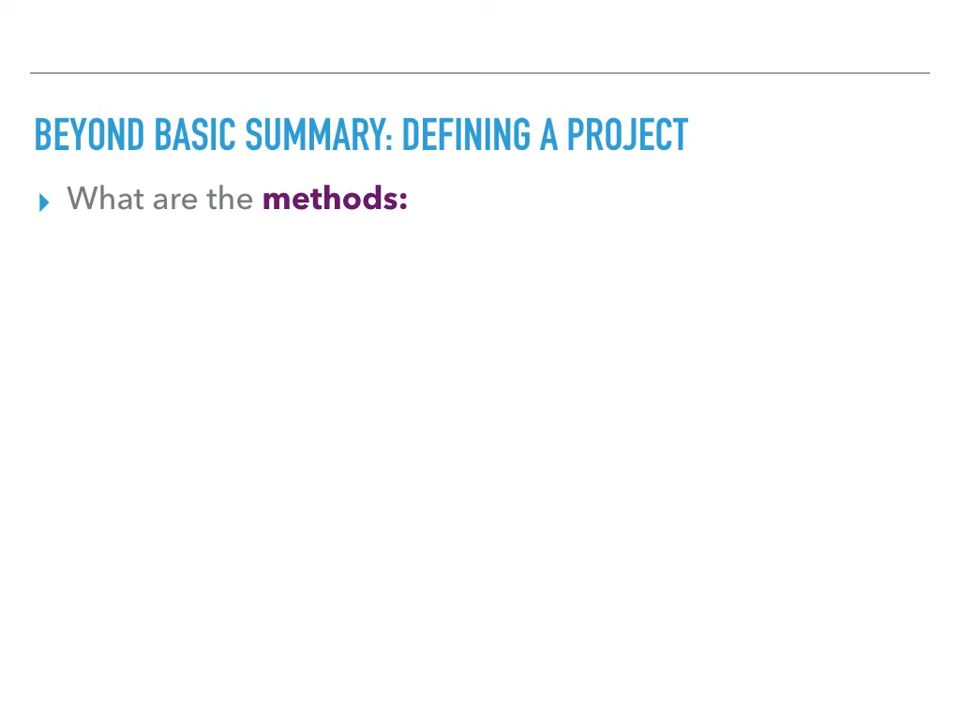 BEYOND BASIC SUMMARY: DEFINING A PROJECT
What are the methods: